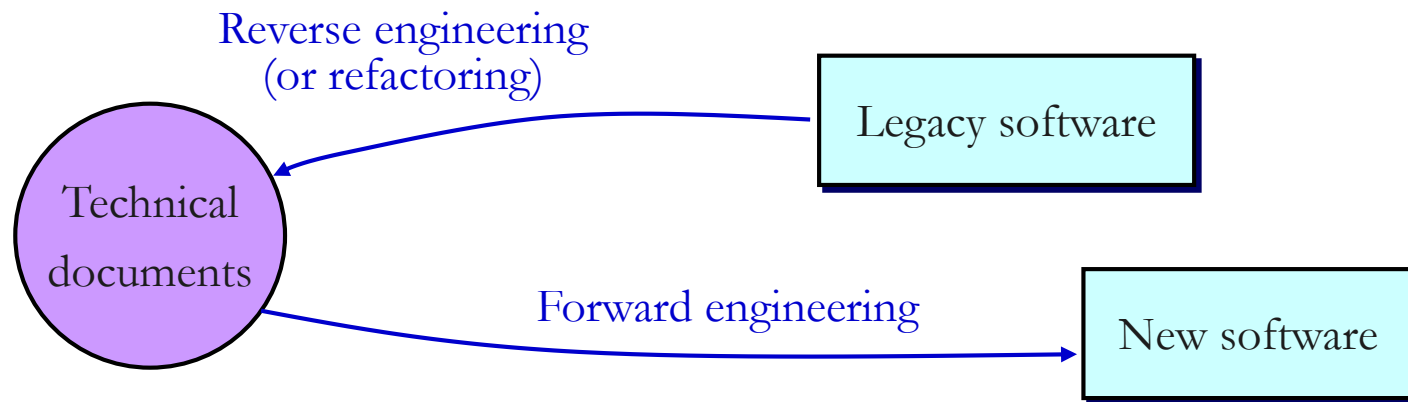 Reverse engineering
(or refactoring)
Legacy software
Technical
documents
Forward engineering
New software